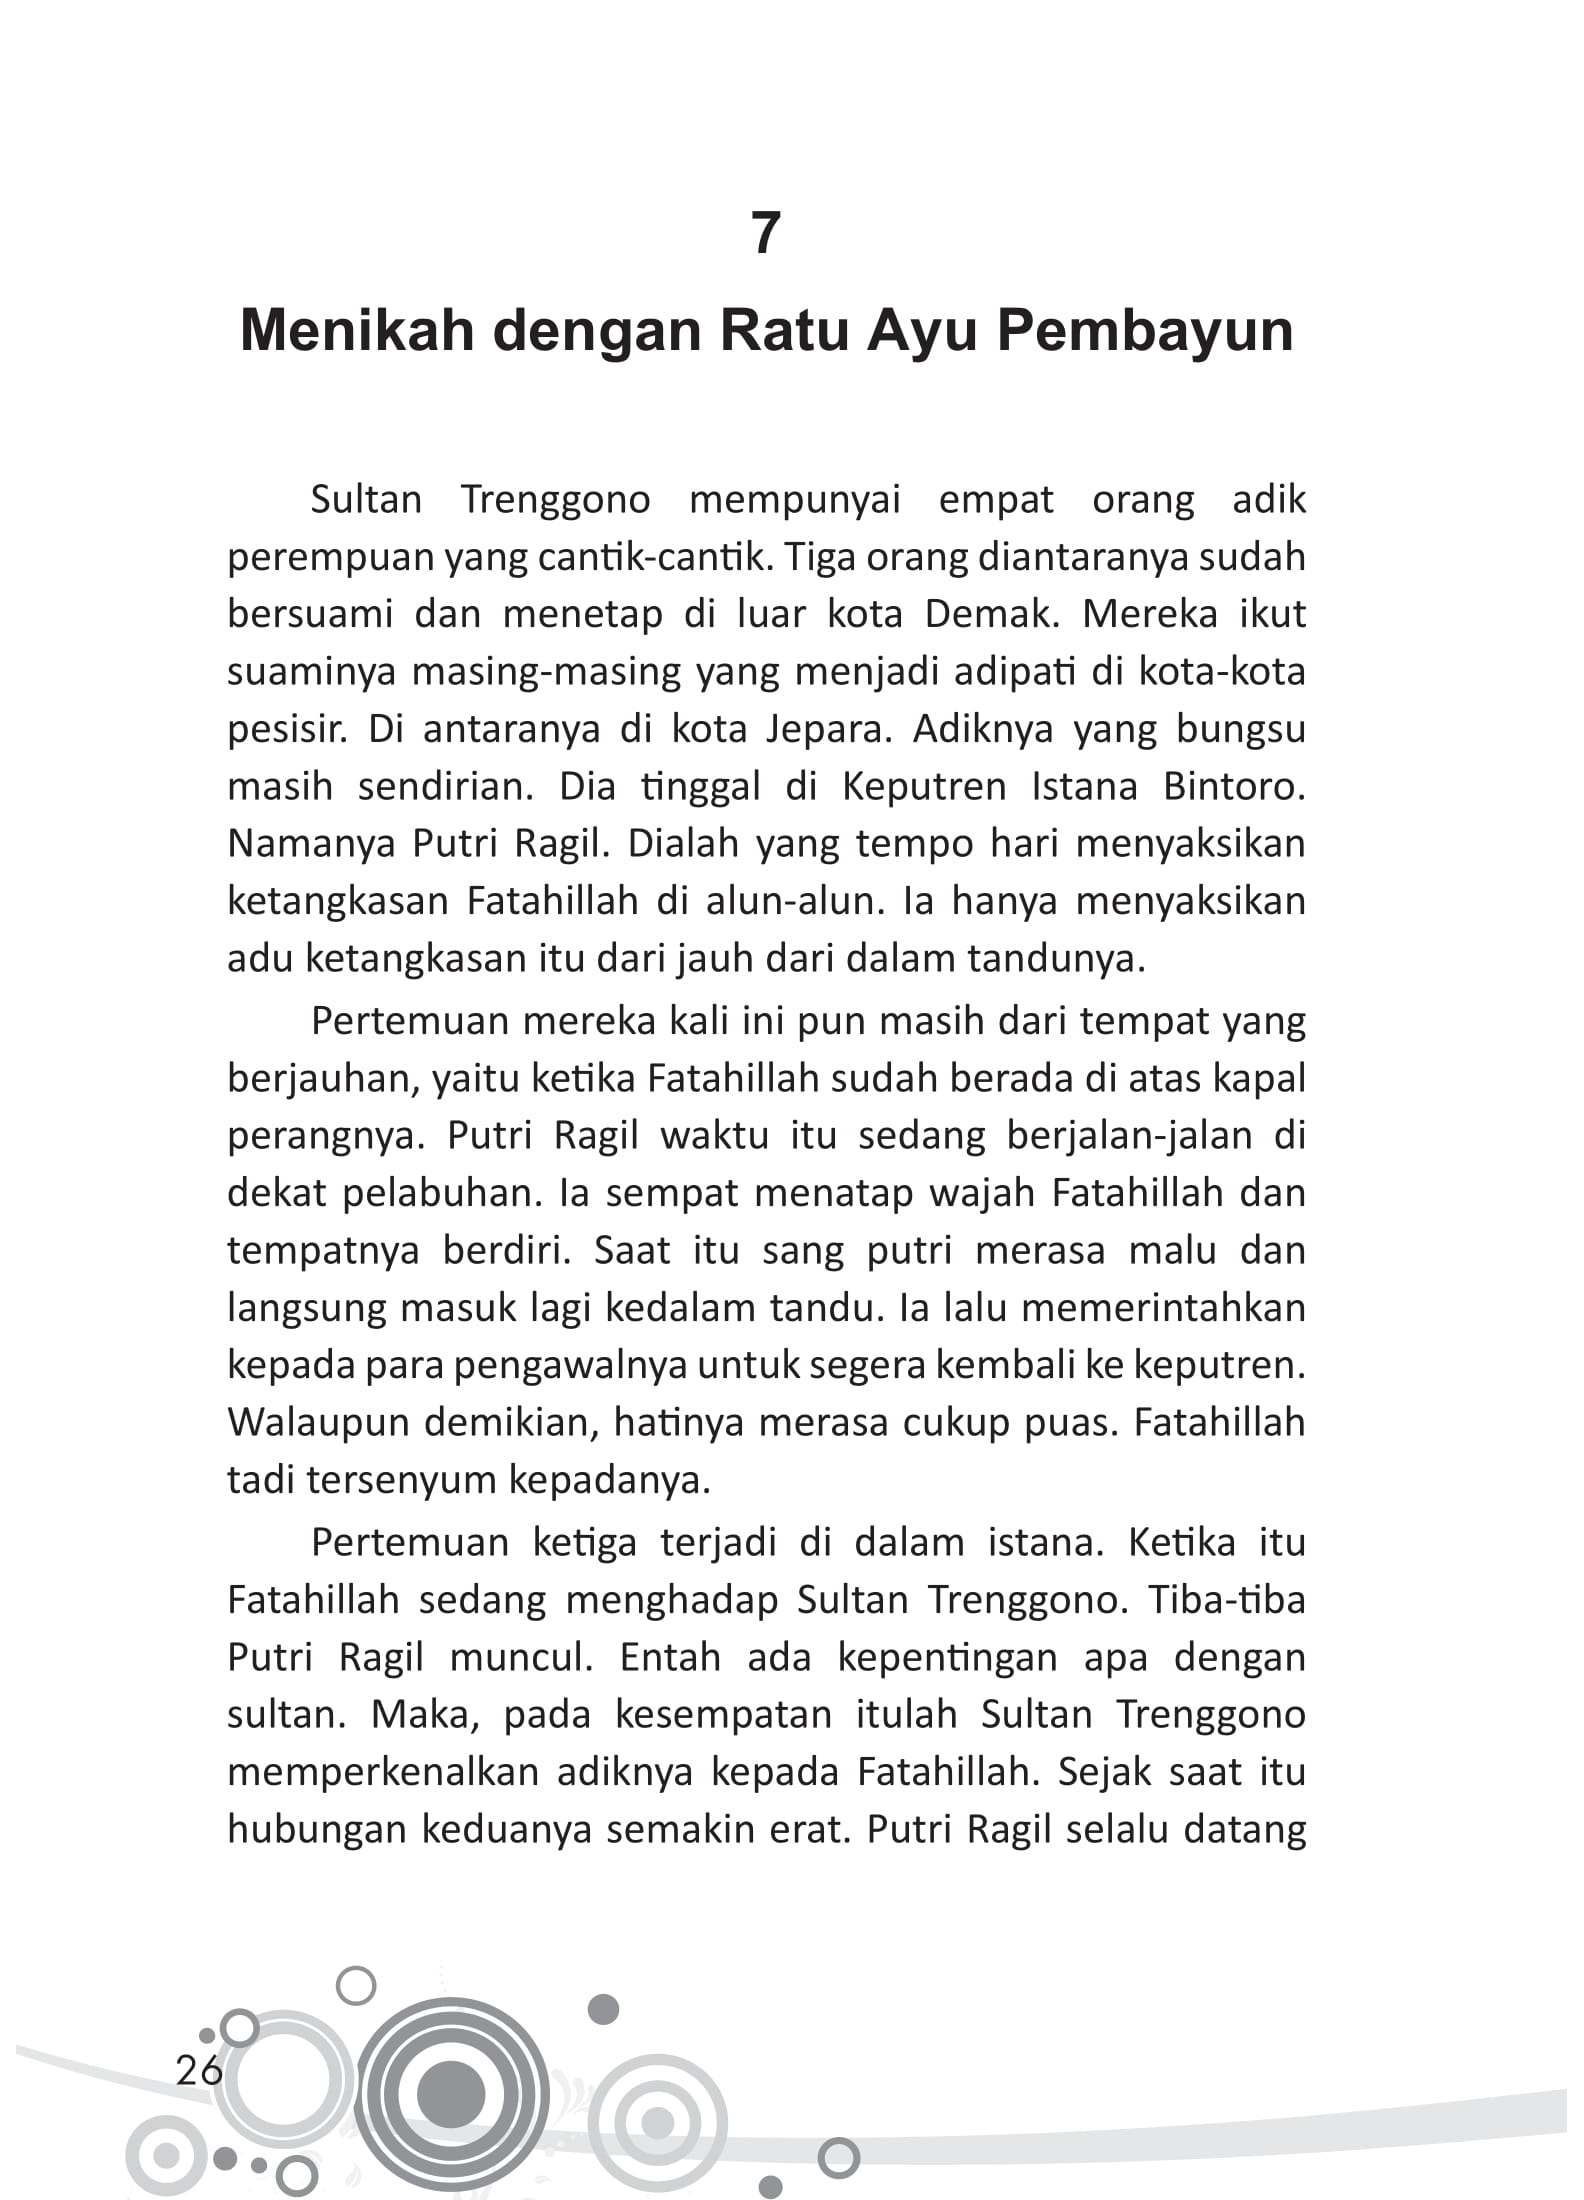 7
Menikah dengan Ratu Ayu Pembayun
Sultan Trenggono mempunyai empat orang adik
perempuan yang cantik-cantik. Tiga orang diantaranya sudah
bersuami dan menetap di luar kota Demak. Mereka ikut
suaminya masing-masing yang menjadi adipati di kota-kota
pesisir. Di antaranya di kota Jepara. Adiknya yang bungsu
masih sendirian. Dia tinggal di Keputren Istana Bintoro.
Namanya Putri Ragil. Dialah yang tempo hari menyaksikan
ketangkasan Fatahillah di alun-alun. Ia hanya menyaksikan
adu ketangkasan itu dari jauh dari dalam tandunya.
Pertemuan mereka kali ini pun masih dari tempat yang
berjauhan, yaitu ketika Fatahillah sudah berada di atas kapal
perangnya. Putri Ragil waktu itu sedang berjalan-jalan di
dekat pelabuhan. Ia sempat menatap wajah Fatahillah dan
tempatnya berdiri. Saat itu sang putri merasa malu dan
langsung masuk lagi kedalam tandu. Ia lalu memerintahkan
kepada para pengawalnya untuk segera kembali ke keputren.
Walaupun demikian, hatinya merasa cukup puas. Fatahillah
tadi tersenyum kepadanya.
Pertemuan ketiga terjadi di dalam istana. Ketika itu
Fatahillah sedang menghadap Sultan Trenggono. Tiba-tiba
Putri Ragil muncul. Entah ada kepentingan apa dengan
sultan. Maka, pada kesempatan itulah Sultan Trenggono
memperkenalkan adiknya kepada Fatahillah. Sejak saat itu
hubungan keduanya semakin erat. Putri Ragil selalu datang
26